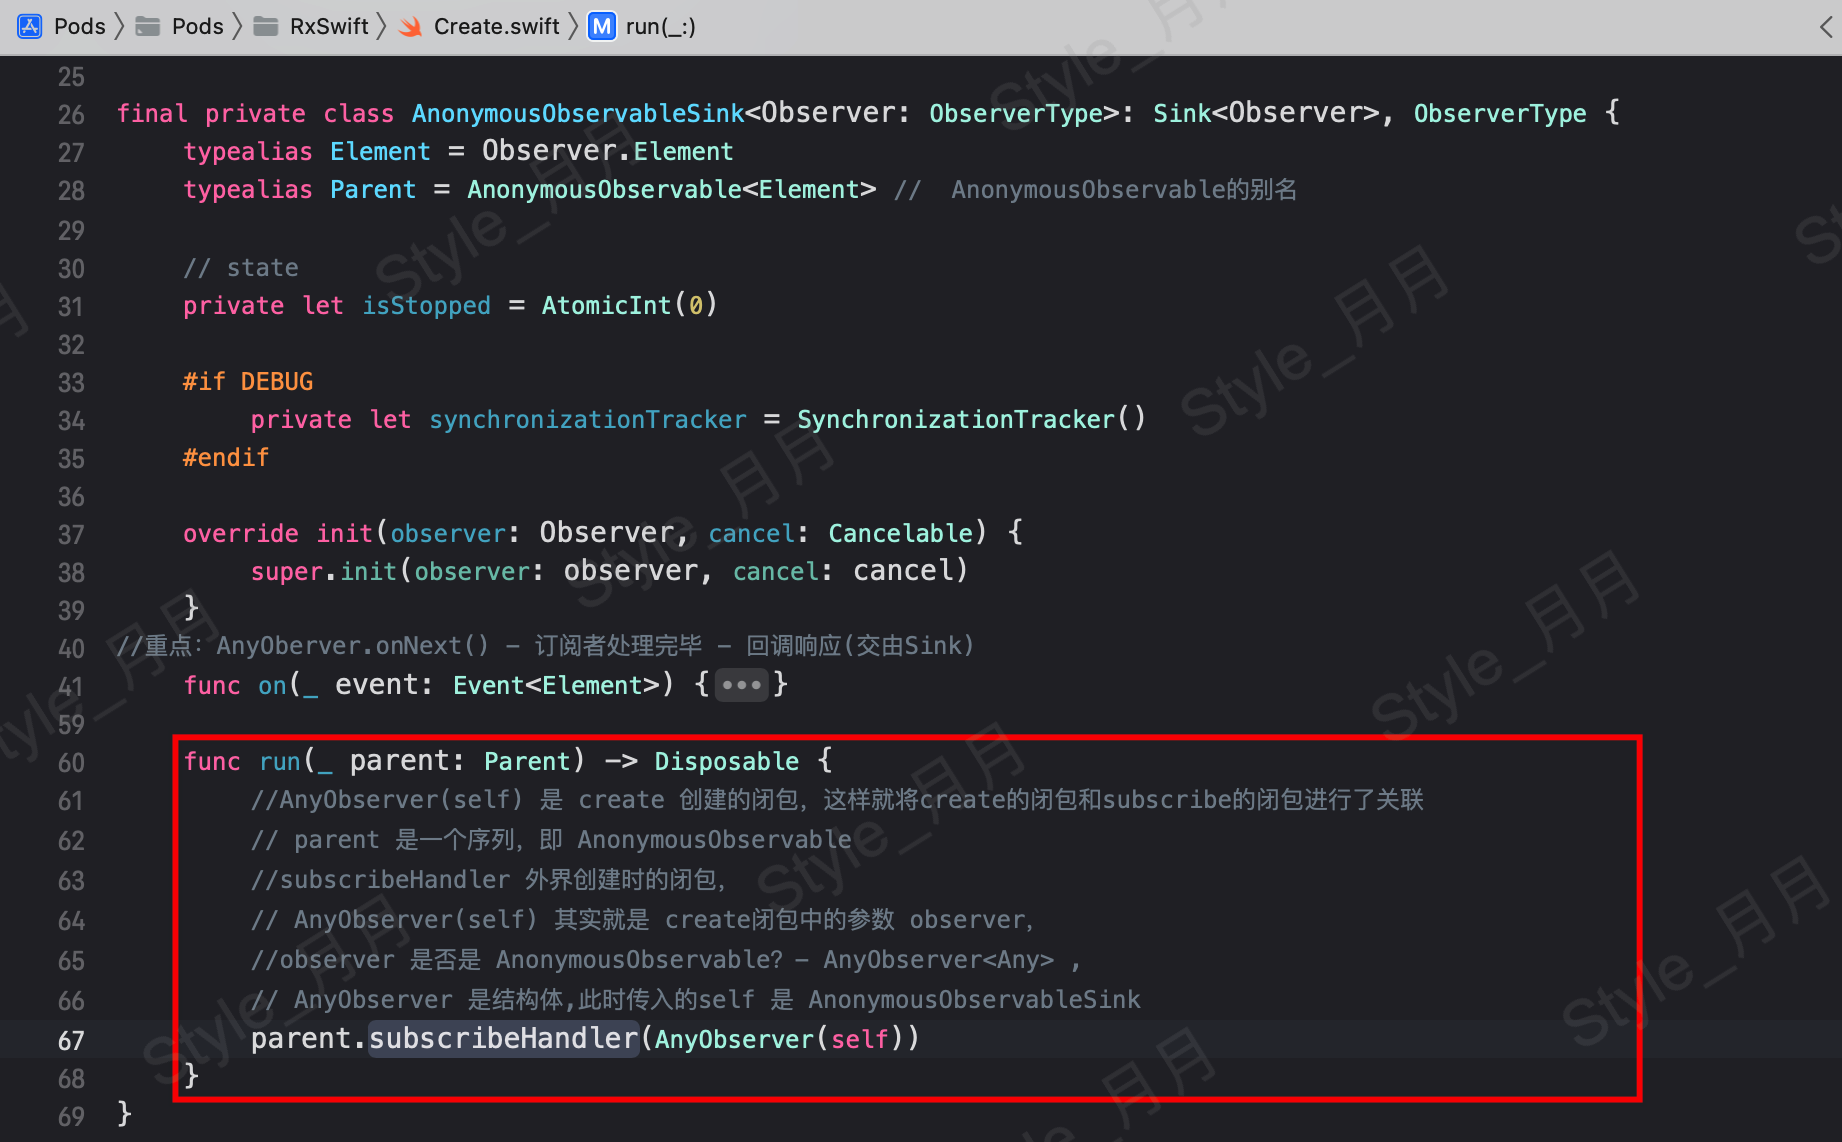 Pods 〉 Pods 〉 RxSwift 〉 Create.swift 〉 M run(_:)
25
26 final private class AnonymousObservableSink<Observer: ObserverType>: Sink<Observer>, ObserverType {
27 typealias Element = Observer.Element
28 typealias Parent = AnonymousObservable<Element> //  AnonymousObservable的别名
29
30 // state
31 private let isStopped = AtomicInt(0)
32
33 #if DEBUG
34 private let synchronizationTracker = SynchronizationTracker()
35 #endif
36
37 override init(observer: Observer, cancel: Cancelable) {
38 super.init(observer: observer, cancel: cancel)
39 }
40 //重点：AnyOberver.onNext() - 订阅者处理完毕 - 回调响应(交由Sink)
41 func on(_ event: Event<Element>) {•••}
59
60 func run(_ parent: Parent) -> Disposable {
61 //AnyObserver(self) 是 create 创建的闭包，这样就将create的闭包和subscribe的闭包进行了关联
62 // parent 是一个序列，即 AnonymousObservable
63 //subscribeHandler 外界创建时的闭包，
64 // AnyObserver(self) 其实就是 create闭包中的参数 observer，
65 //observer 是否是 AnonymousObservable？- AnyObserver<Any> ，
66 // AnyObserver 是结构体,此时传入的self 是 AnonymousObservableSink
67 parent.subscribeHandler(AnyObserver(self))
68 }
69 }
Style_月月